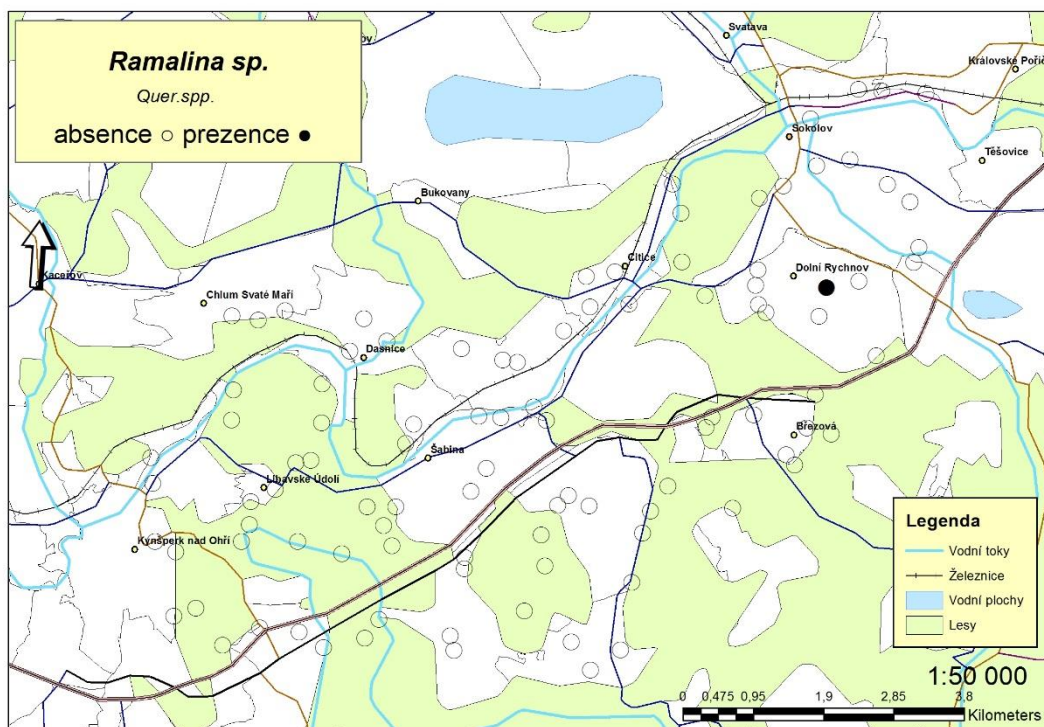 Ramalina sp.
Quer.spp.
absence ○ prezence ●
ov
Svatava
Královské Poříč
Sokolov
Těšovice
Bukovany
Kaceřov
Citice
Dolní Rychnov
Chlum Svaté Maří
Dasnice
Březová
Šabina
Libavské Údolí
Kynšperk nad Ohří
Legenda
Vodní toky
Železnice
Vodní plochy
Lesy
1:50 000
0 0,475 0,95 1,9 2,85 3,8
Kilometers